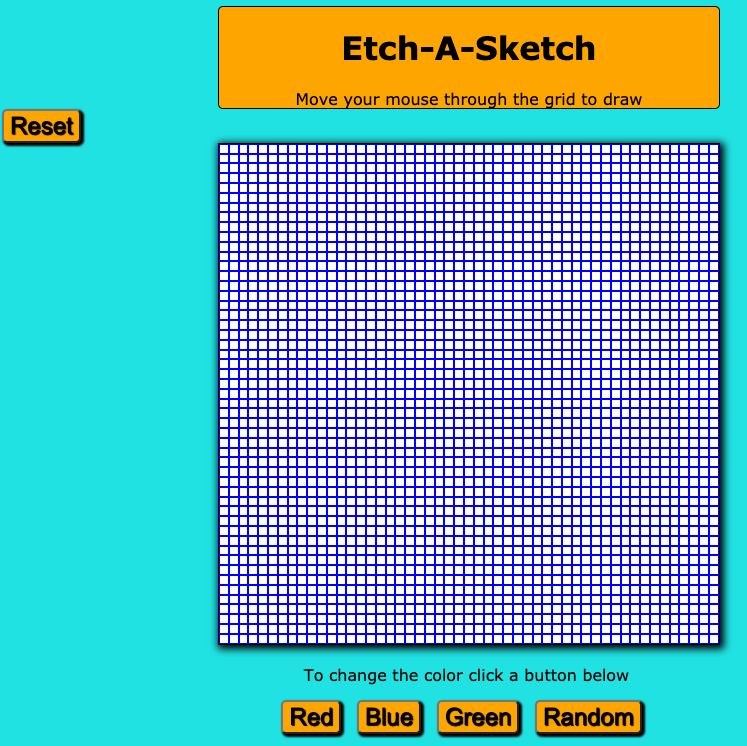 Etch-A-Sketch
Move your mouse through the grid to draw
Reset
To change the color click a button below
Red Blue Green Random